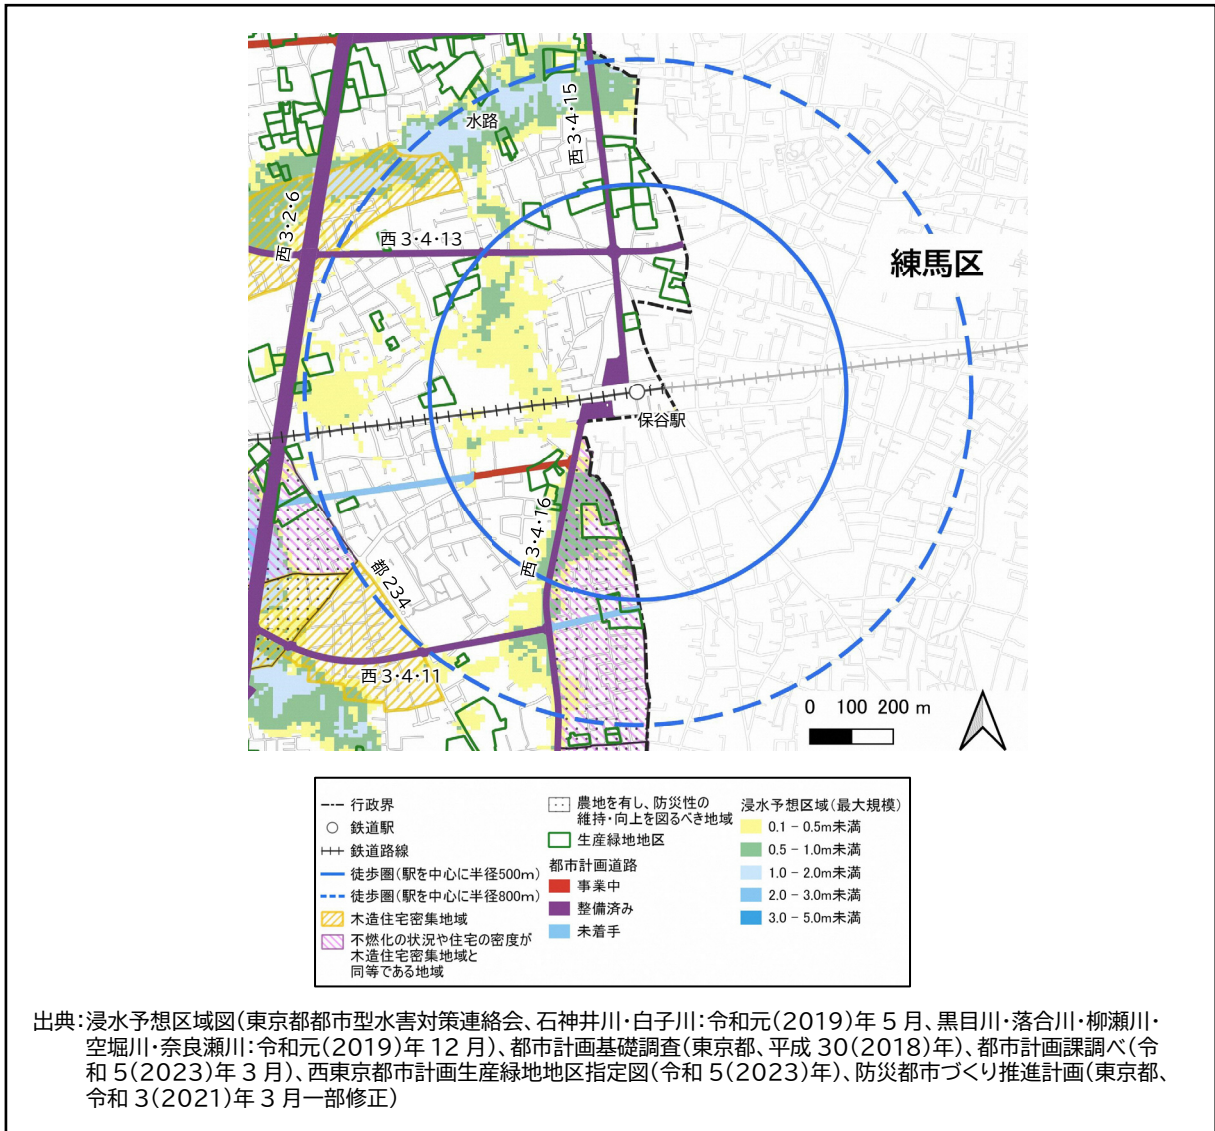 西3・4・15
水路
西3・2・6
西3・4・13
練馬区
保谷駅
西3・4・16
都234
西3・4・11
0 100 200 m
行政界
鉄道駅
鉄道路線
徒歩圏(駅を中心に半径500m)
徒歩圏(駅を中心に半径800m)
木造住宅密集地域
不燃化の状況や住宅の密度が
木造住宅密集地域と
同等である地域
農地を有し、防災性の
維持・向上を図るべき地域
生産緑地地区
都市計画道路
事業中
整備済み
未着手
浸水予想区域(最大規模)
0.1 - 0.5m未満
0.5 - 1.0m未満
1.0 - 2.0m未満
2.0 - 3.0m未満
3.0 - 5.0m未満
出典:浸水予想区域図(東京都都市型水害対策連絡会、石神井川・白子川:令和元(2019)年5月、黒目川・落合川・柳瀬川・
空堀川・奈良瀬川:令和元(2019)年12月)、都市計画基礎調査(東京都、平成30(2018)年)、都市計画課調べ(令
和5(2023)年3月)、西東京都市計画生産緑地地区指定図(令和5(2023)年)、防災都市づくり推進計画(東京都、
令和3(2021)年3月一部修正)